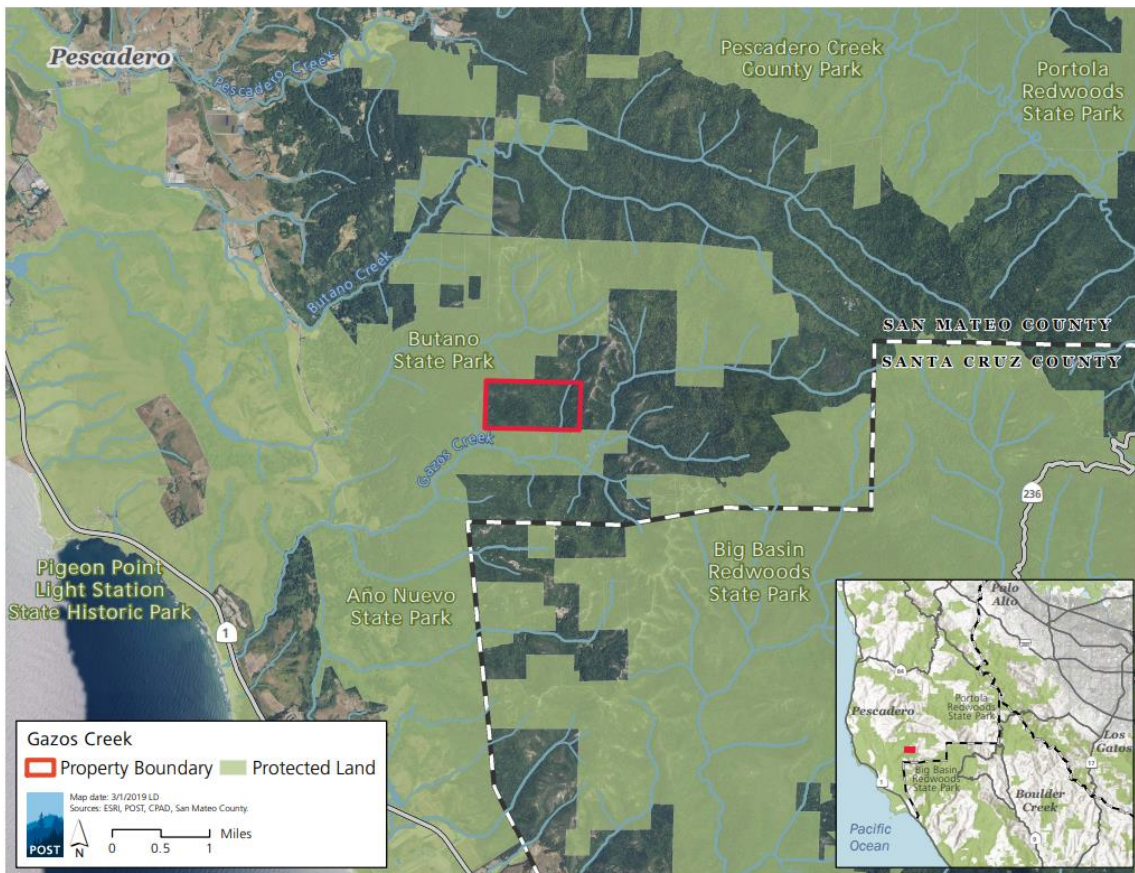 Pescadero
Pescadero Creek
Pescadero Creek
County Park
Portola
Redwoods
State Park
Butano Creek
Butano
State Park
SAN MATEO COUNTY
SANTA CRUZ COUNTY
Gazos Creek
236
Big Basin
Redwoods
State Park
Pigeon Point
Light Station
State Historic Park
Año Nuevo
State Park
1
Gazos Creek
Property Boundary
Protected Land
Map date: 3/1/2019 LD
Sources: ESRI, POST, CPAD, San Mateo County.
POST
N
0 0.5 1 Miles
Palo
Alto
84
Portola
Redwoods
State Park
Pescadero
Los
Gatos
17
Big Basin
Redwoods
State Park
1
Boulder
Creek
9
Pacific
Ocean